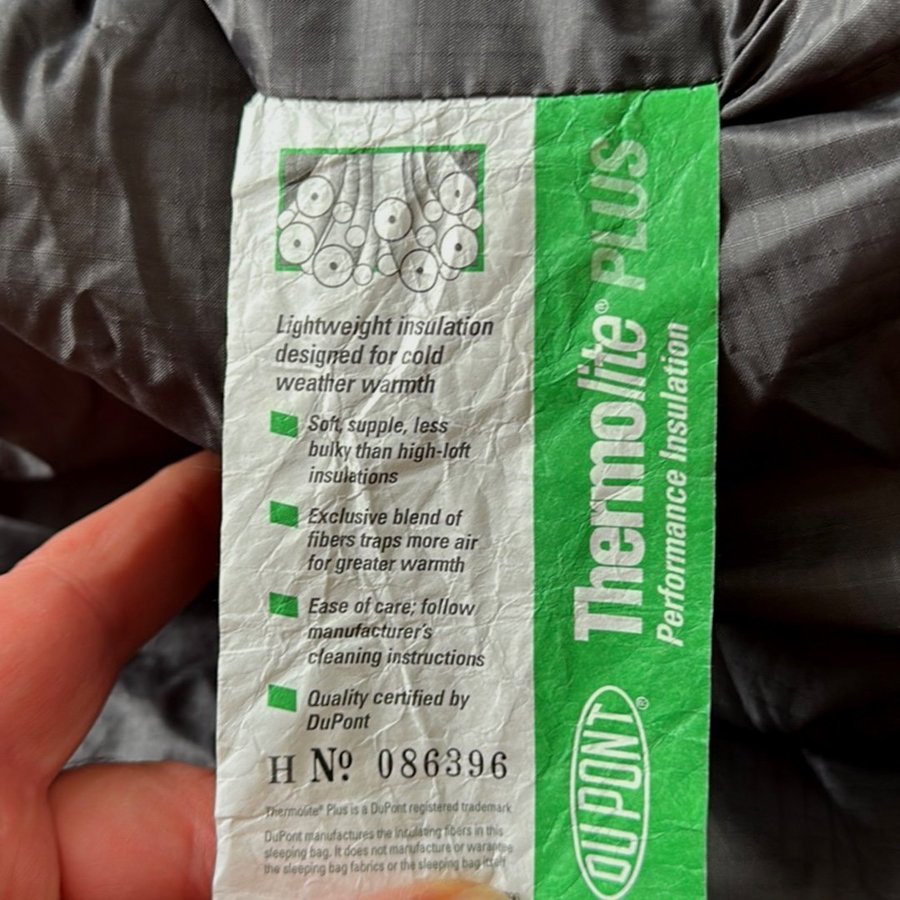 Lightweight insulation
designed for cold
weather warmth
Soft, supple, less
bulky than high-loft
insulations
Exclusive blend of
fibers traps more air
for greater warmth
Ease of care; follow
manufacturer's
cleaning instructions
Quality certified by
DuPont
H Nº 086396
Thermolite® Plus is a DuPont registered trademark
DuPont manufactures the insulating fibers in this
sleeping bag. It does not manufacture or warantee
the sleeping bag fabrics or the sleeping bag itself
Thermolite® PLUS
Performance Insulation
DUPONT®